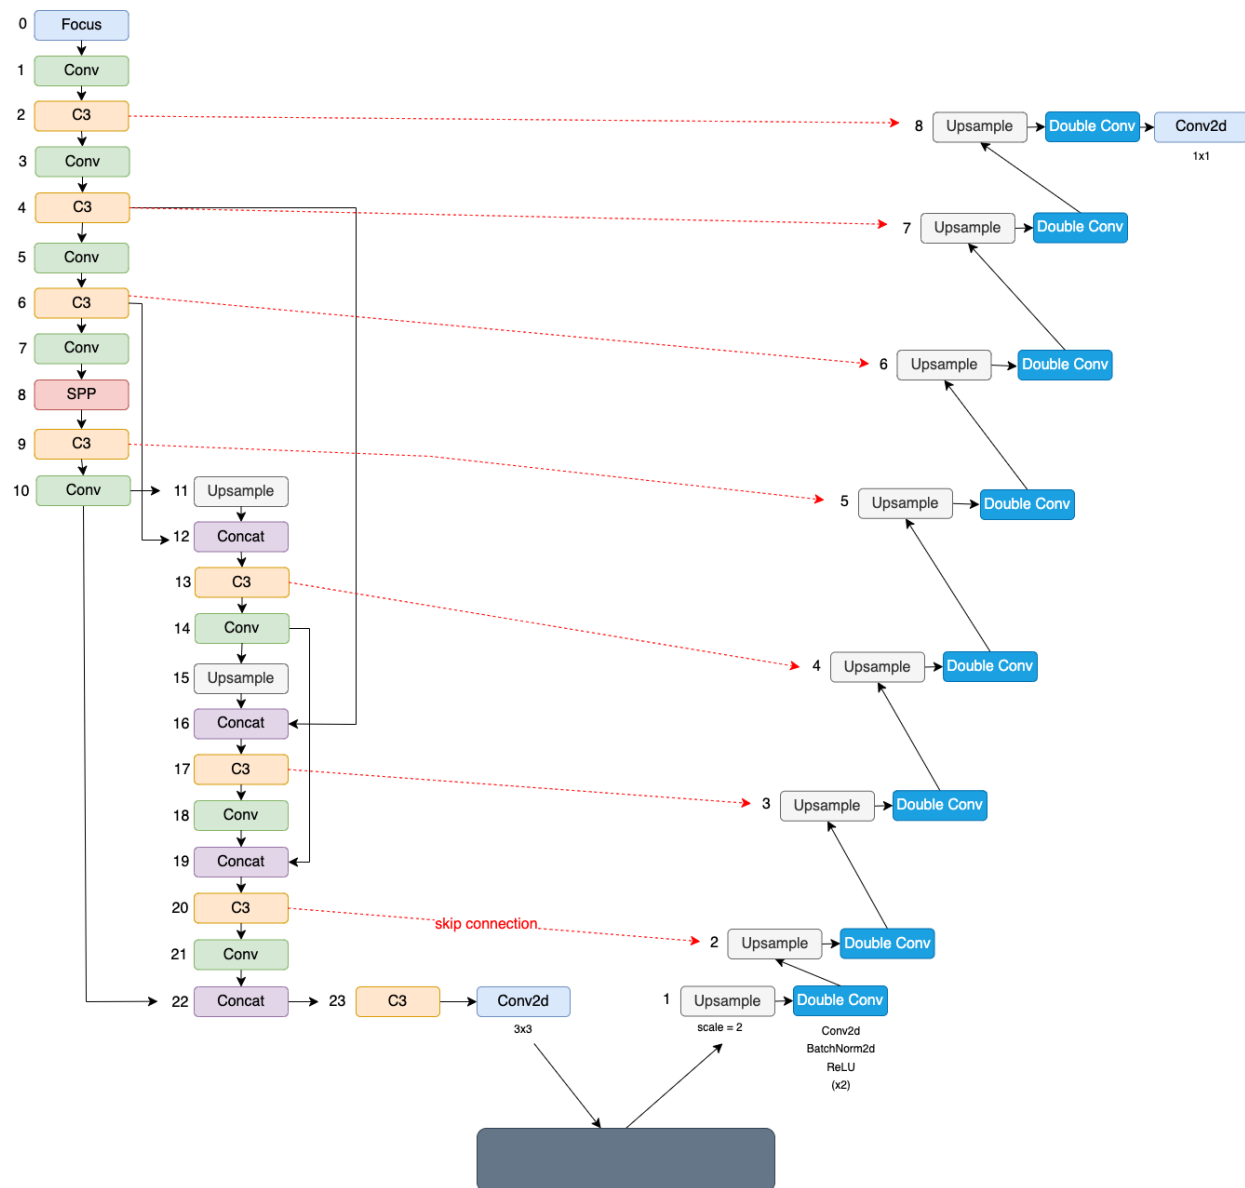 0 Focus
1 Conv
2 C3
3 Conv
4 C3
5 Conv
6 C3
7 Conv
8 SPP
9 C3
10 Conv
11 Upsample
12 Concat
13 C3
14 Conv
15 Upsample
16 Concat
17 C3
18 Conv
19 Concat
20 C3
skip connection
21 Conv
22 Concat
23 C3
Conv2d
3x3
8 Upsample Double Conv Conv2d
1x1
7 Upsample Double Conv
6 Upsample Double Conv
5 Upsample Double Conv
4 Upsample Double Conv
3 Upsample Double Conv
2 Upsample Double Conv
1 Upsample Double Conv
scale = 2
Conv2d
BatchNorm2d
ReLU
(x2)